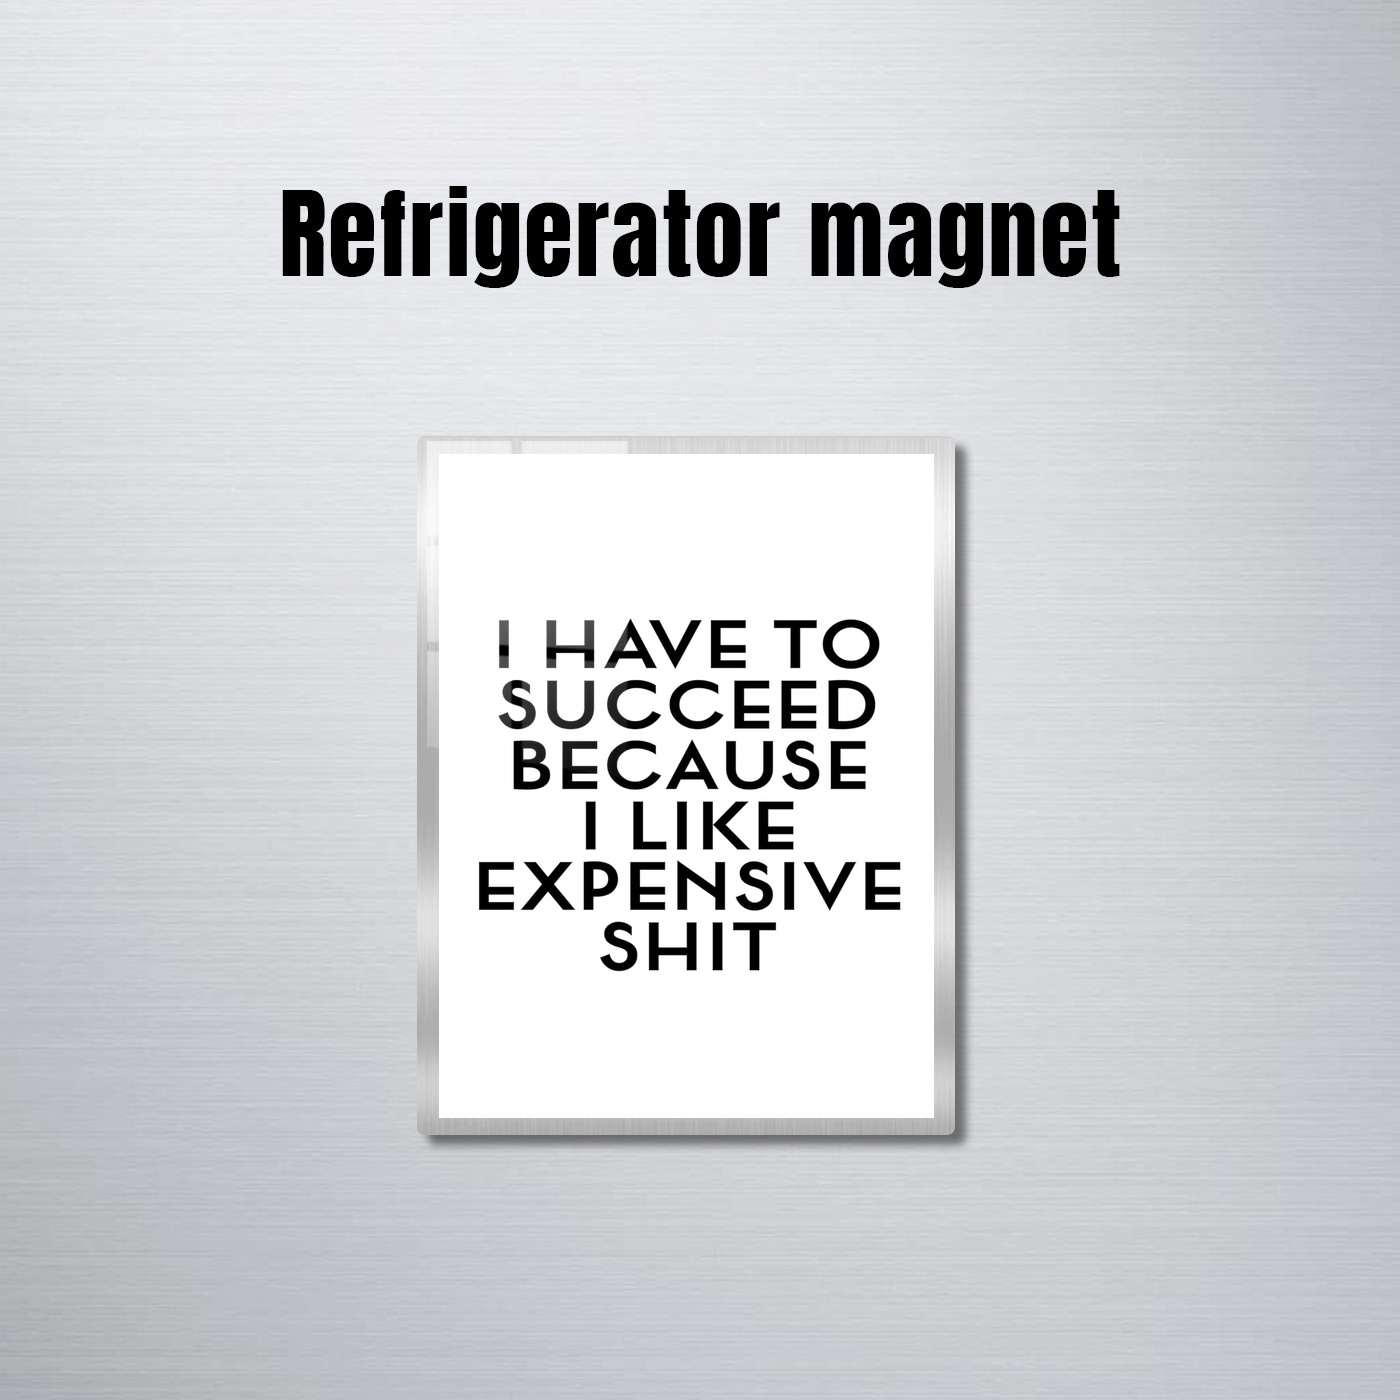 Refrigerator magnet
I HAVE TO
SUCCEED
BECAUSE
I LIKE
EXPENSIVE
SHIT